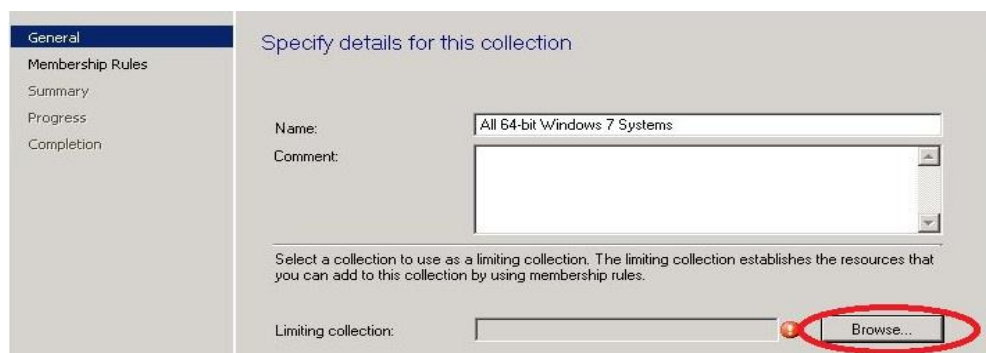 General
Membership Rules
Summary
Progress
Completion
Specify details for this collection
Name:
All 64-bit Windows 7 Systems
Comment:
Select a collection to use as a limiting collection. The limiting collection establishes the resources that
you can add to this collection by using membership rules.
Limiting collection:
Browse...